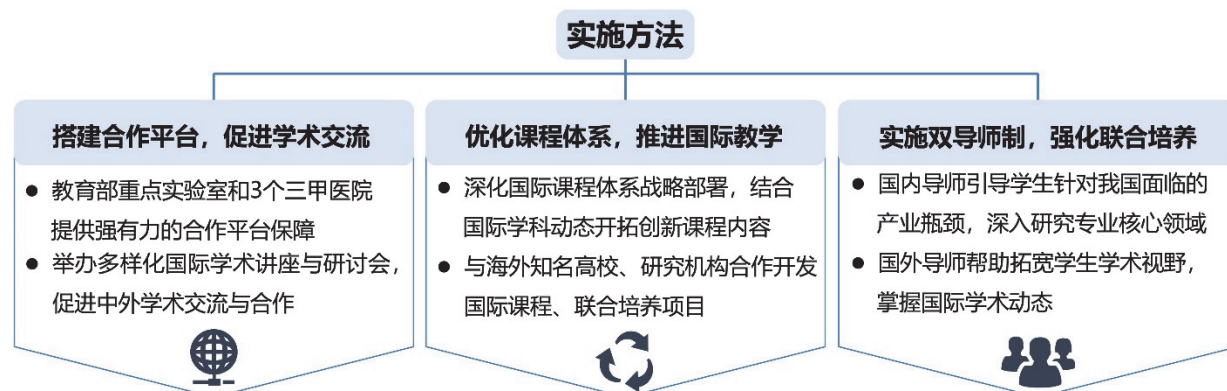 实施方法
搭建合作平台，促进学术交流
● 教育部重点实验室和3个三甲医院
提供强有力的合作平台保障
● 举办多样化国际学术讲座与研讨会，
促进中外学术交流与合作
优化课程体系，推进国际教学
● 深化国际课程体系战略部署，结合
国际学科动态开拓创新课程内容
● 与海外知名高校、研究机构合作开发
国际课程、联合培养项目
实施双导师制，强化联合培养
● 国内导师引导学生针对我国面临的
产业瓶颈，深入研究专业核心领域
● 国外导师帮助拓宽学生学术视野，
掌握国际学术动态